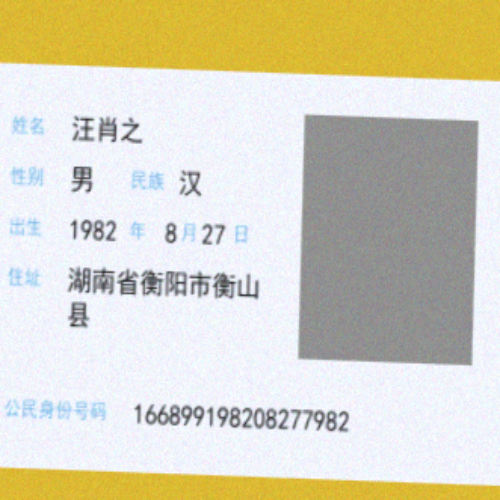 姓名 汪肖之
性别 男 民族 汉
出生 1982 年 8 月 27 日
住址 湖南省衡阳市衡山
县
公民身份号码 166899198208277982